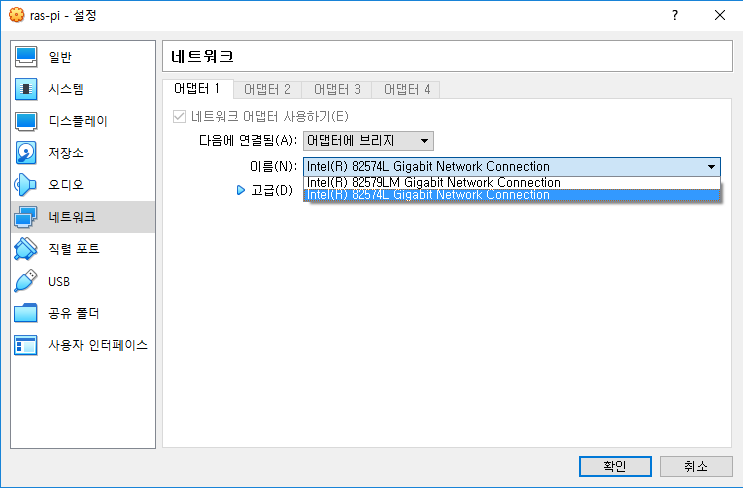 ras-pi - 설정
?
일반
시스템
디스플레이
저장소
오디오
네트워크
직렬 포트
USB
공유 폴더
사용자 인터페이스
네트워크
어댑터 1 어댑터 2 어댑터 3 어댑터 4
네트워크 어댑터 사용하기(E)
다음에 연결됨(A): 어댑터에 브리지
이름(N): Intel(R) 82574L Gigabit Network Connection
Intel(R) 82579LM Gigabit Network Connection
고급(D) Intel(R) 82574L Gigabit Network Connection
확인 취소